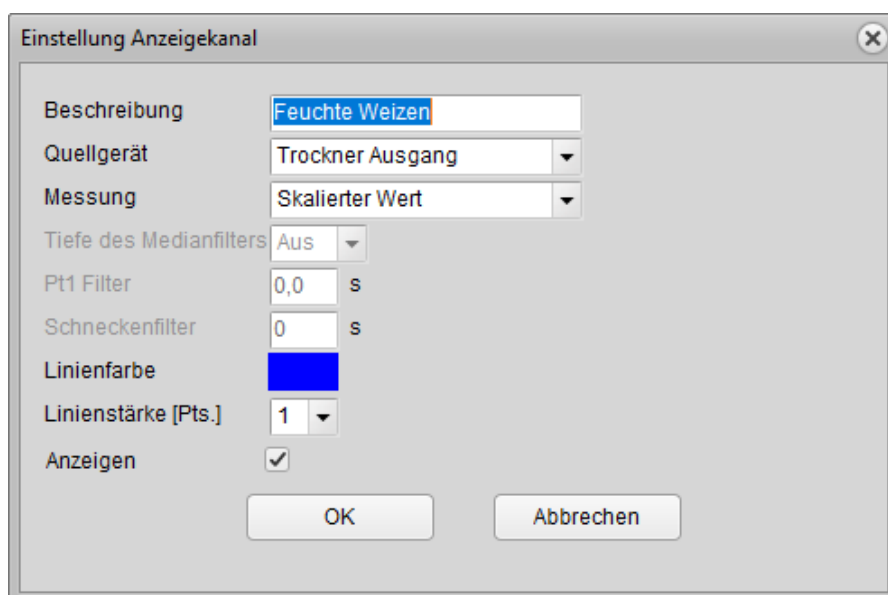 Einstellung Anzeigekanal
Beschreibung Feuchte Weizen
Quellgerät Trockner Ausgang
Messung Skalierter Wert
Tiefe des Medianfilters Aus
Pt1 Filter 0,0 s
Schneckenfilter 0 s
Linienfarbe
Linienstärke [Pts.] 1
Anzeigen
OK Abbrechen